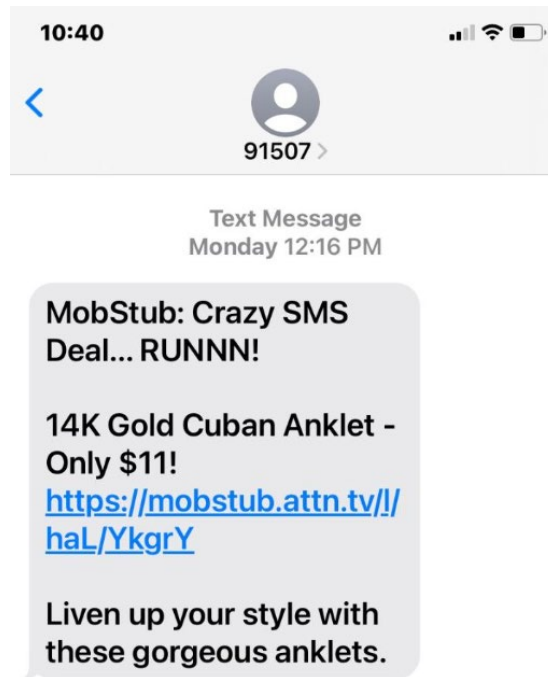 10:40
91507
Text Message
Monday 12:16 PM
MobStub: Crazy SMS
Deal... RUNNN!
14K Gold Cuban Anklet -
Only $11!
https://mobstub.attn.tv/l/
haL/YkgrY
Liven up your style with
these gorgeous anklets.